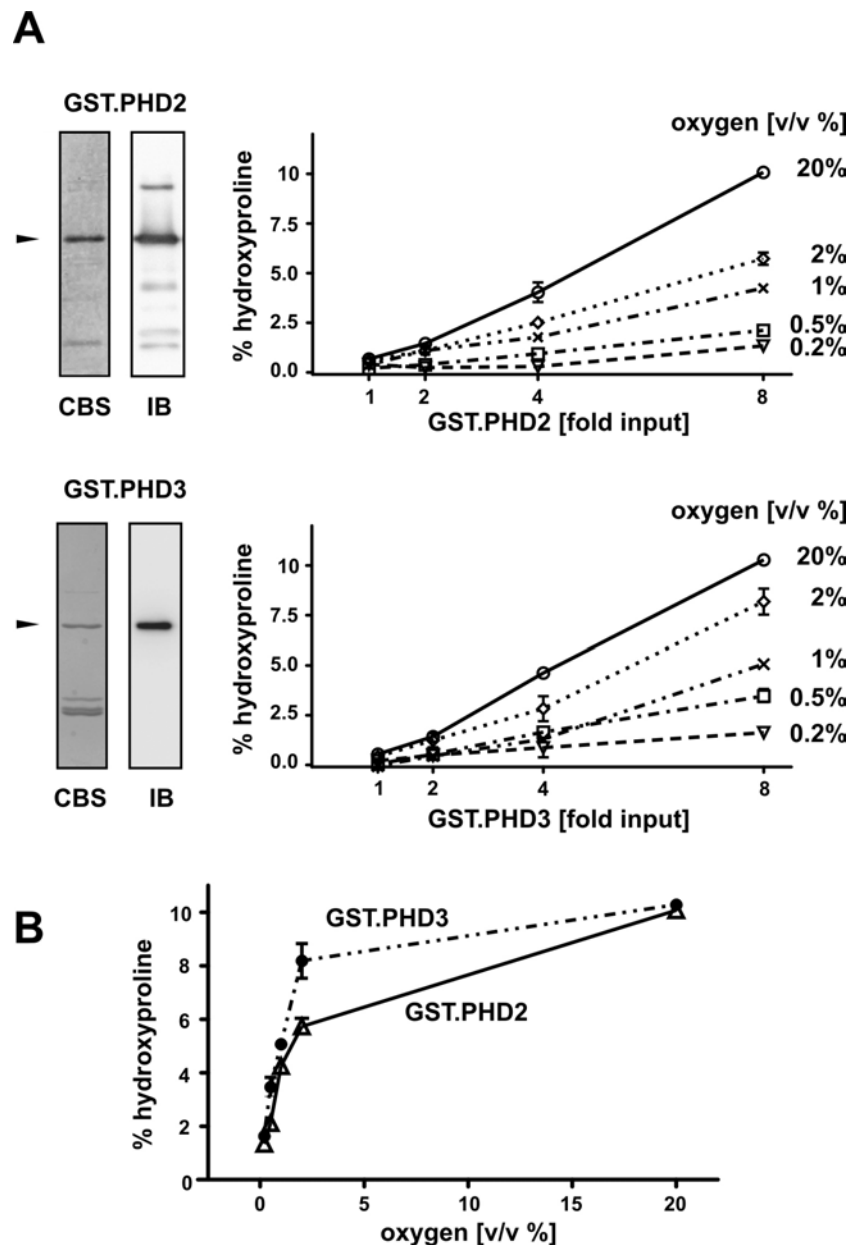 A
GST.PHD2
CBS IB
% hydroxyproline
10
7.5
5.0
2.5
0.0
1 2 4 8
GST.PHD2 [fold input]
oxygen [v/v %]
20%
2%
1%
0.5%
0.2%
GST.PHD3
CBS IB
% hydroxyproline
10
7.5
5.0
2.5
0.0
1 2 4 8
GST.PHD3 [fold input]
oxygen [v/v %]
20%
2%
1%
0.5%
0.2%
B
% hydroxyproline
10
8
6
4
2
0
0 5 10 15 20
oxygen [v/v %]
GST.PHD3
GST.PHD2